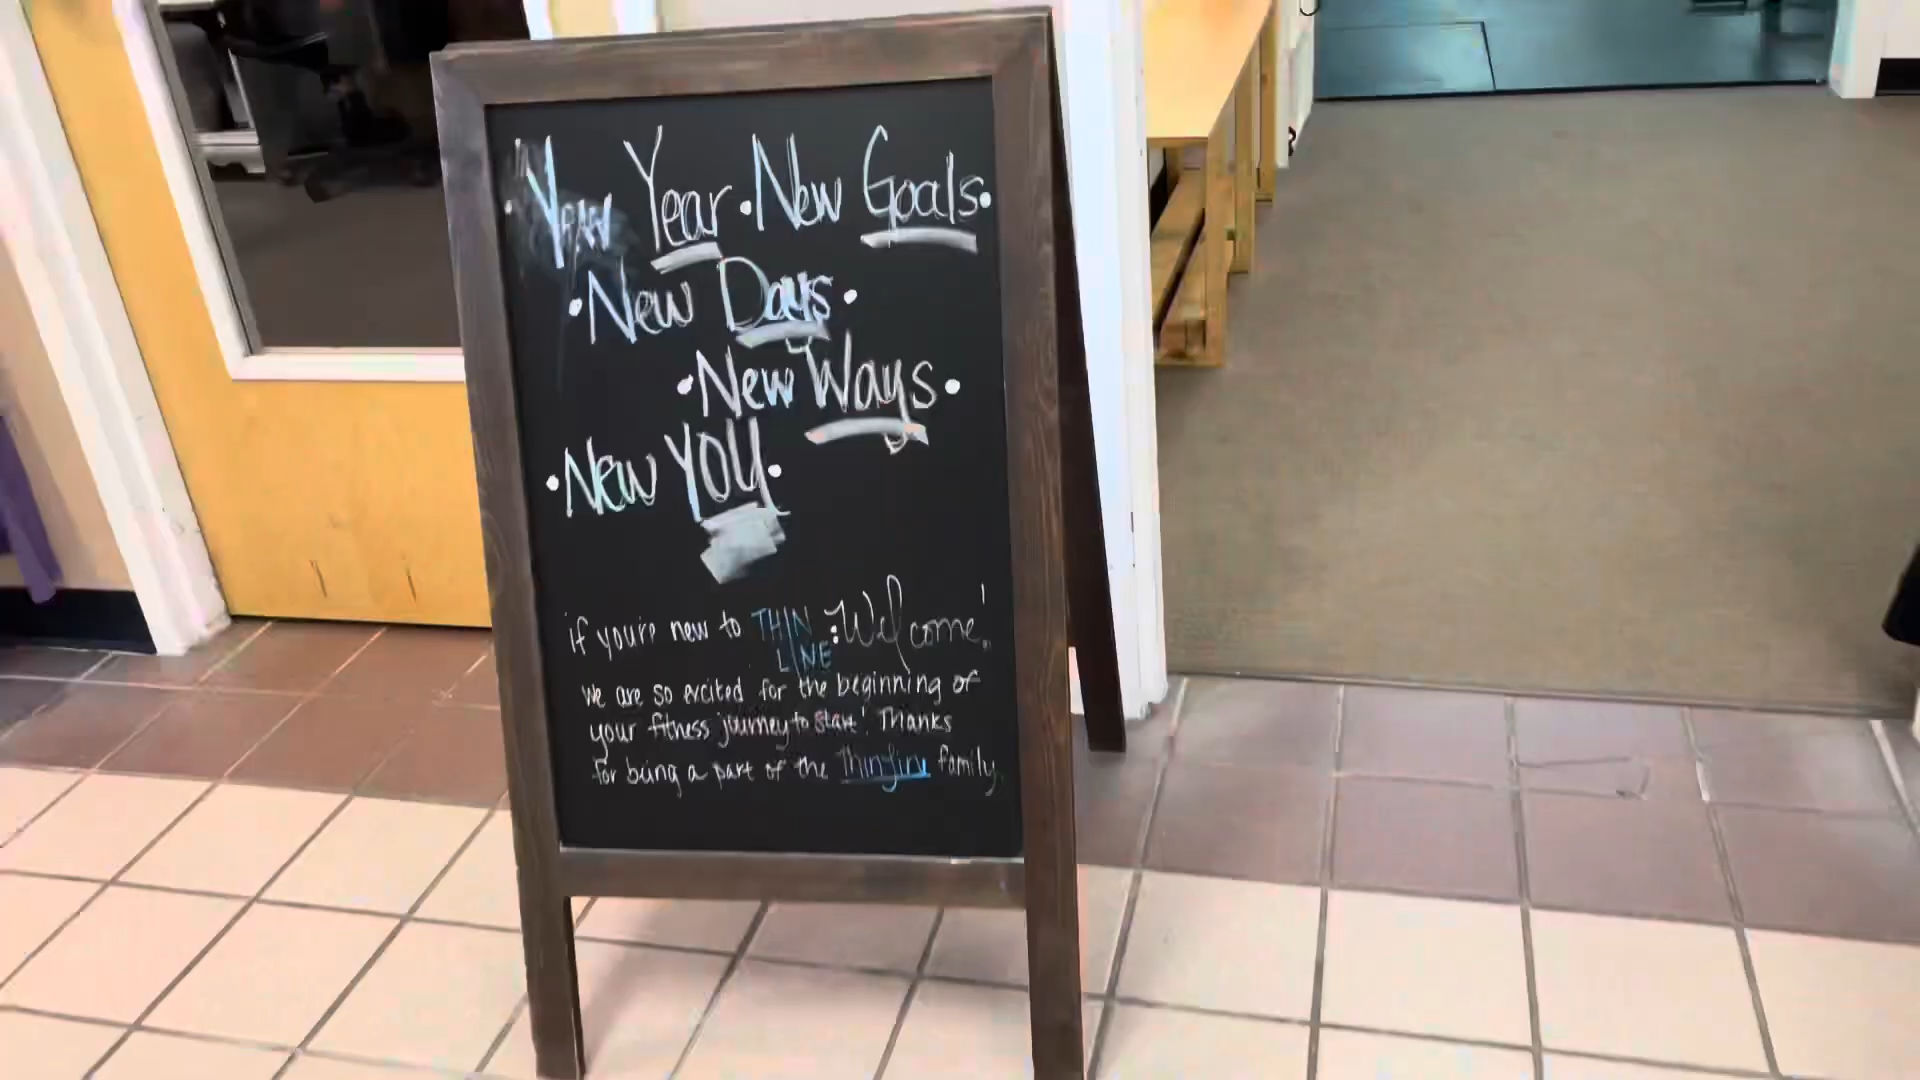 · New Year · New Goals ·
· New Days ·
· New Ways ·
· New YOU ·
if you're new to THIN LINE : Welcome!
we are so excited for the beginning of
your fitness journey to start! Thanks
for being a part of the Thin Line family.